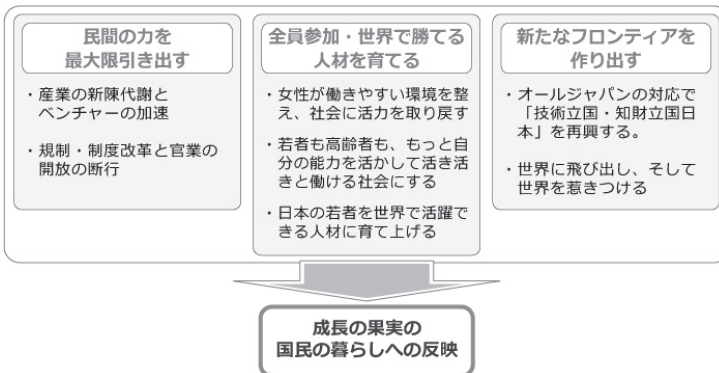 民間の力を
最大限引き出す
・産業の新陳代謝と
ベンチャーの加速
・規制・制度改革と官業の
開放の断行
全員参加・世界で勝てる
人材を育てる
・女性が働きやすい環境を整
え、社会に活力を取り戻す
・若者も高齢者も、もっと自
分の能力を活かして活き活
きと働ける社会にする
・日本の若者を世界で活躍で
きる人材に育て上げる
新たなフロンティアを
作り出す
・オールジャパンの対応で
「技術立国・知財立国日
本」を再興する。
・世界に飛び出し、そして
世界を惹きつける
成長の果実の
国民の暮らしへの反映